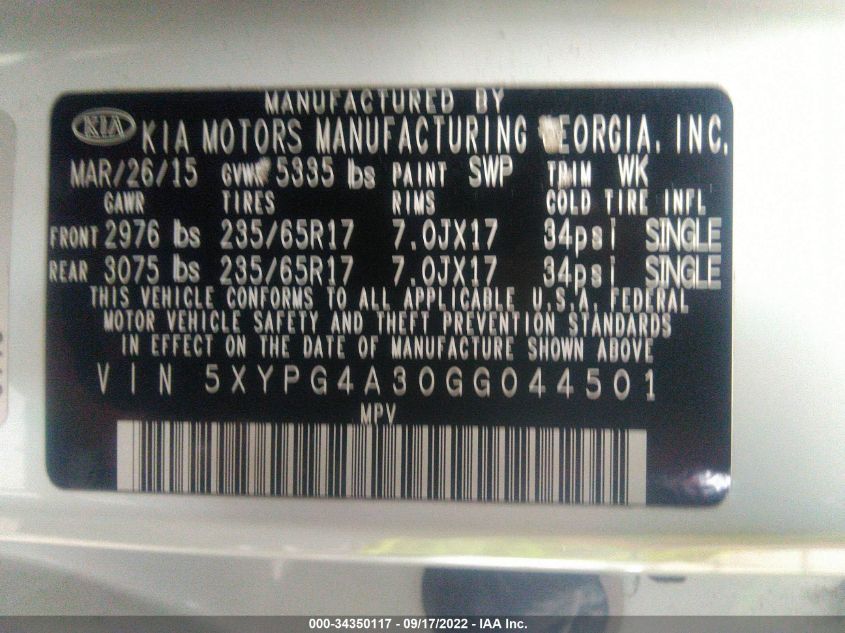 MANUFACTURED BY
KIA KIA MOTORS MANUFACTURING GEORGIA, INC.
MAR/26/15 GVWR 5335 lbs PAINT SWP TRIM WK
GAWR TIRES RIMS COLD TIRE INFL
FRONT 2976 lbs 235/65R17 7.0JX17 34psi SINGLE
REAR 3075 lbs 235/65R17 7.0JX17 34psi SINGLE
THIS VEHICLE CONFORMS TO ALL APPLICABLE U.S.A. FEDERAL
MOTOR VEHICLE SAFETY AND THEFT PREVENTION STANDARDS
IN EFFECT ON THE DATE OF MANUFACTURE SHOWN ABOVE
VIN 5XYPG4A30GG044501
MPV
000-34350117 - 09/17/2022 - IAA Inc.